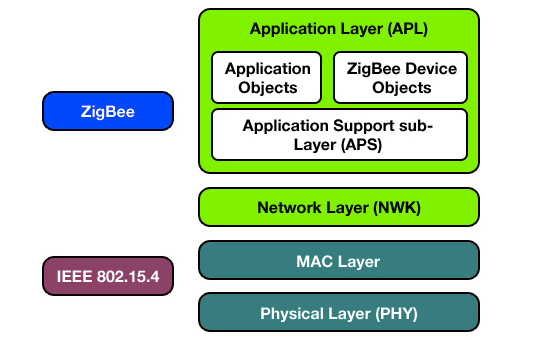 Application Layer (APL)
Application
Objects
ZigBee Device
Objects
ZigBee
Application Support sub-
Layer (APS)
Network Layer (NWK)
MAC Layer
IEEE 802.15.4
Physical Layer (PHY)